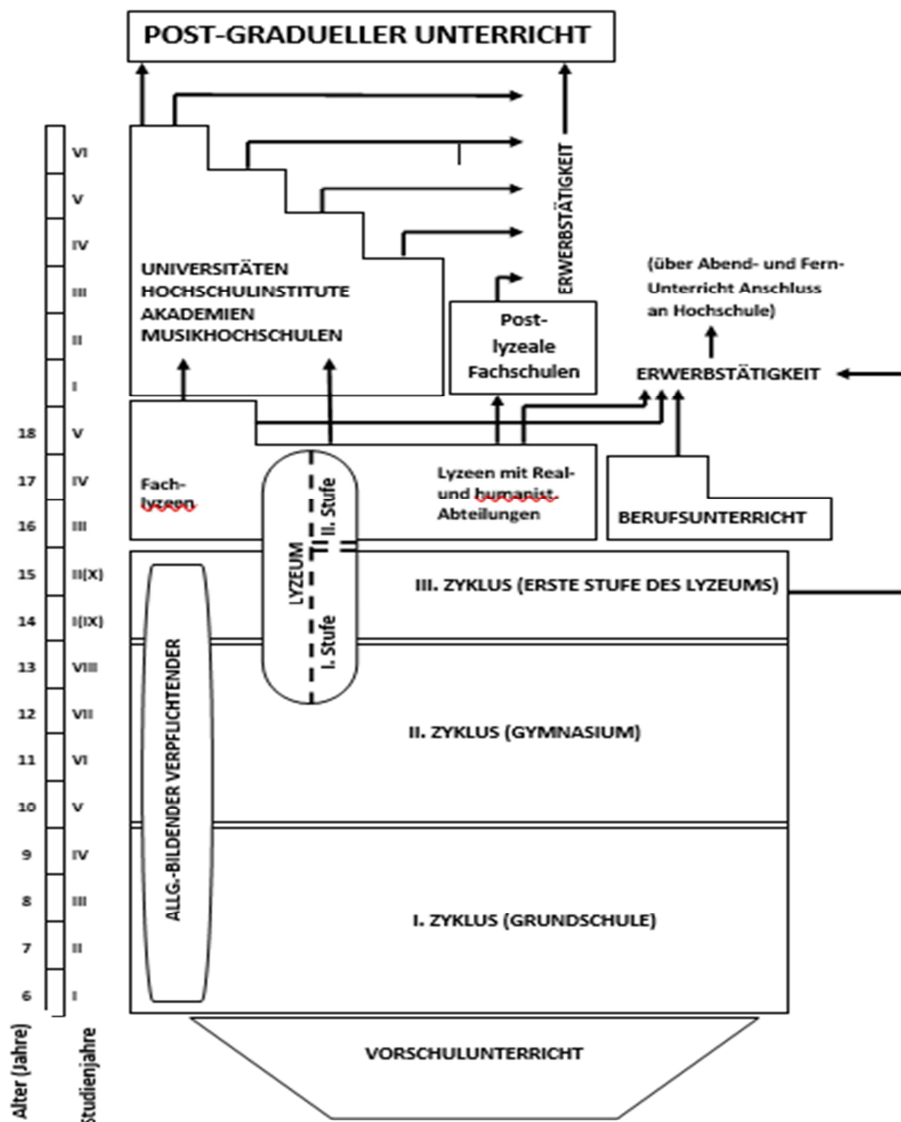 POST-GRADUELLER UNTERRICHT
VI
V
IV
III
II
I
UNIVERSITÄTEN
HOCHSCHULINSTITUTE
AKADEMIEN
MUSIKHOCHSCHULEN
ERWERBSTÄTIGKEIT
Post-
lyzeale
Fachschulen
(über Abend- und Fern-
Unterricht Anschluss
an Hochschule)
ERWERBSTÄTIGKEIT
18 V
17 IV
16 III
Fach-
lyzeen
LYZEUM
II. Stufe
I. Stufe
Lyzeen mit Real-
und humanist.
Abteilungen
BERUFSUNTERRICHT
15 II(X)
14 I(IX)
13 VIII
12 VII
11 VI
10 V
9 IV
8 III
7 II
6 I
ALLG.-BILDENDER VERPFLICHTENDER
III. ZYKLUS (ERSTE STUFE DES LYZEUMS)
II. ZYKLUS (GYMNASIUM)
I. ZYKLUS (GRUNDSCHULE)
VORSCHULUNTERRICHT
Alter (Jahre)
Studienjahre